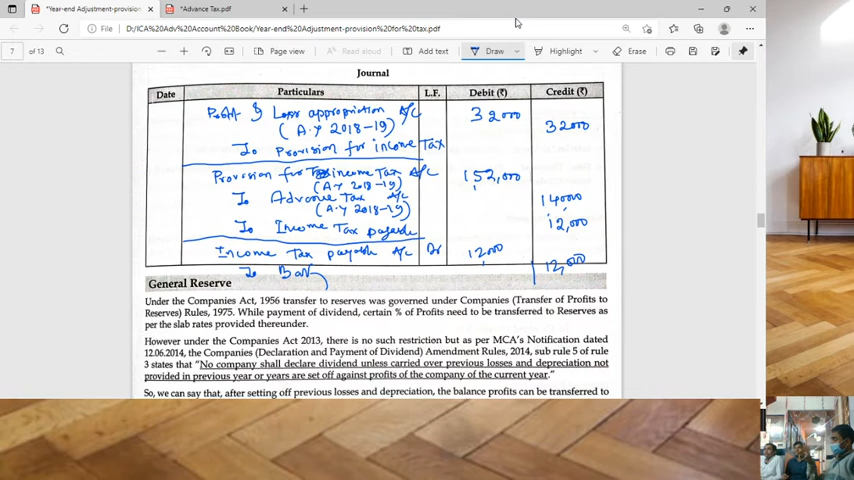 *Year-end Adjustment-provision
*Advance Tax.pdf
File
D:/ICA%20Adv%20Account%20Book/Year-end%20Adjustment-provision%20for%20tax.pdf
7 of 13
Page view
Read aloud
Add text
Draw
Highlight
Erase
Journal
Date Particulars L.F. Debit (₹) Credit (₹)
Profit & Loss appropriation A/c 32000
(A.Y 2018-19) 32000
To Provision for income Tax
Provision for income Tax A/c 152,000
(A.Y 2018-19)
To Advance Tax A/c 14000
(A.Y 2018-19)
To Income Tax payable 12,000
Income Tax payable A/c Dr 12000
To Bank 12,000
General Reserve
Under the Companies Act, 1956 transfer to reserves was governed under Companies (Transfer of Profits to
Reserves) Rules, 1975. While payment of dividend, certain % of Profits need to be transferred to Reserves as
per the slab rates provided thereunder.
However under the Companies Act 2013, there is no such restriction but as per MCA's Notification dated
12.06.2014, the Companies (Declaration and Payment of Dividend) Amendment Rules, 2014, sub rule 5 of rule
3 states that "No company shall declare dividend unless carried over previous losses and depreciation not
provided in previous year or years are set off against profits of the company of the current year."
So, we can say that, after setting off previous losses and depreciation, the balance profits can be transferred to